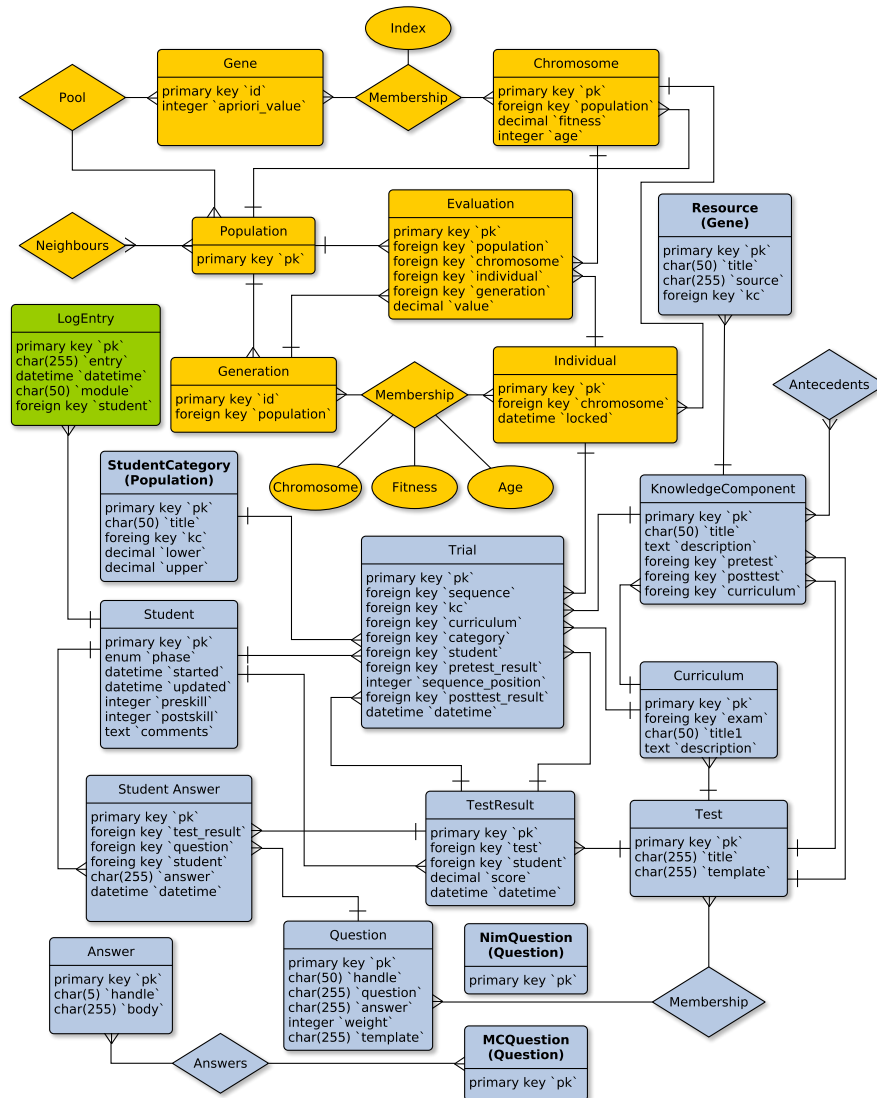 Index
Gene
primary key `id`
integer `apriori_value`
Pool
Membership
Chromosome
primary key `pk`
foreign key `population`
decimal `fitness`
integer `age`
Neighbours
Population
primary key `pk`
Evaluation
primary key `pk`
foreign key `population`
foreign key `chromosome`
foreign key `individual`
foreign key `generation`
decimal `value`
Resource
(Gene)
primary key `pk`
char(50) `title`
char(255) `source`
foreign key `kc`
LogEntry
primary key `pk`
char(255) `entry`
datetime `datetime`
char(50) `module`
foreign key `student`
Generation
primary key `id`
foreign key `population`
Membership
Individual
primary key `pk`
foreign key `chromosome`
datetime `locked`
Antecedents
Chromosome
Fitness
Age
StudentCategory
(Population)
primary key `pk`
char(50) `title`
foreing key `kc`
decimal `lower`
decimal `upper`
KnowledgeComponent
primary key `pk`
char(50) `title`
text `description`
foreing key `pretest`
foreing key `posttest`
foreing key `curriculum`
Trial
primary key `pk`
foreign key `sequence`
foreign key `kc`
foreign key `curriculum`
foreign key `category`
foreign key `student`
foreign key `pretest_result`
integer `sequence_position`
foreign key `posttest_result`
datetime `datetime`
Student
primary key `pk`
enum `phase`
datetime `started`
datetime `updated`
integer `preskill`
integer `postskill`
text `comments`
Curriculum
primary key `pk`
foreing key `exam`
char(50) `title1
text `description`
Student Answer
primary key `pk`
foreign key `test_result`
foreign key `question`
foreing key `student`
char(255) `answer`
datetime `datetime`
TestResult
primary key `pk`
foreign key `test`
foreign key `student`
decimal `score`
datetime `datetime`
Test
primary key `pk`
char(255) `title`
char(255) `template`
Answer
primary key `pk`
char(5) `handle`
char(255) `body`
Question
primary key `pk`
char(50) `handle`
char(255) `question`
char(255) `answer`
integer `weight`
char(255) `template`
NimQuestion
(Question)
primary key `pk`
Membership
Answers
MCQuestion
(Question)
primary key `pk`